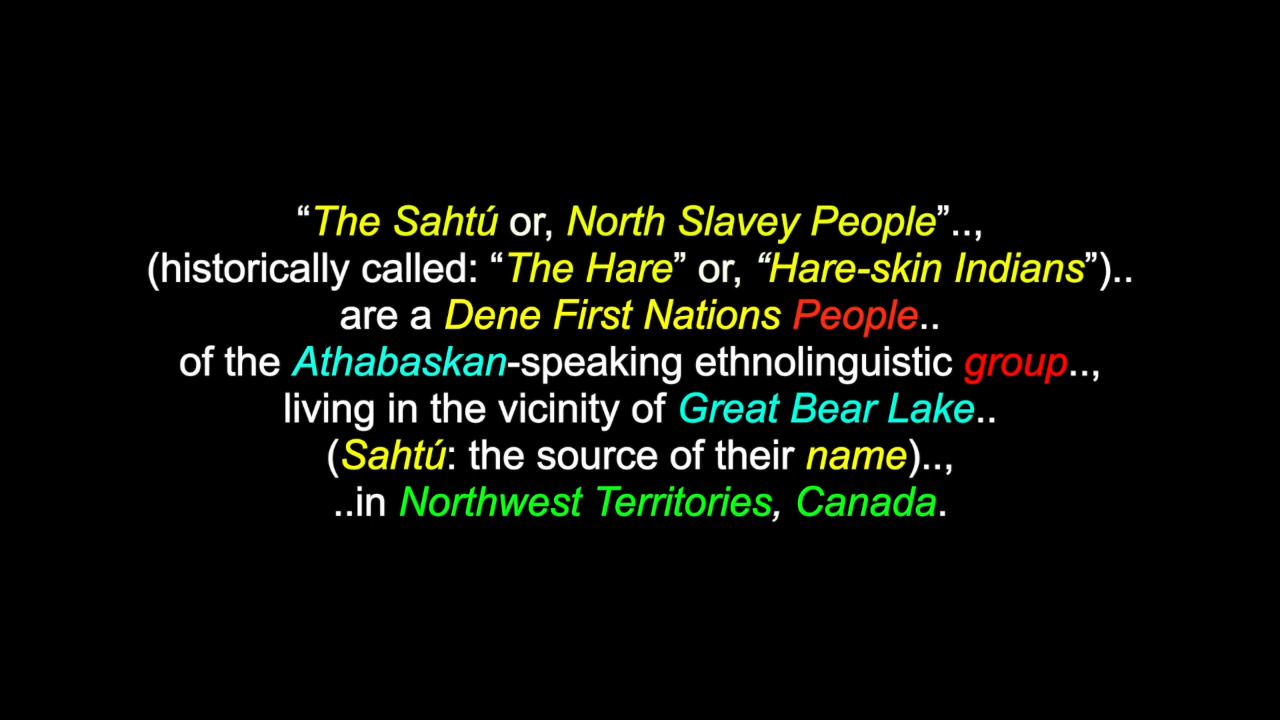 “The Sahtú or, North Slavey People”..,
(historically called: “The Hare” or, “Hare-skin Indians”)..
are a Dene First Nations People..
of the Athabaskan-speaking ethnolinguistic group..,
living in the vicinity of Great Bear Lake..
(Sahtú: the source of their name)..,
..in Northwest Territories, Canada.